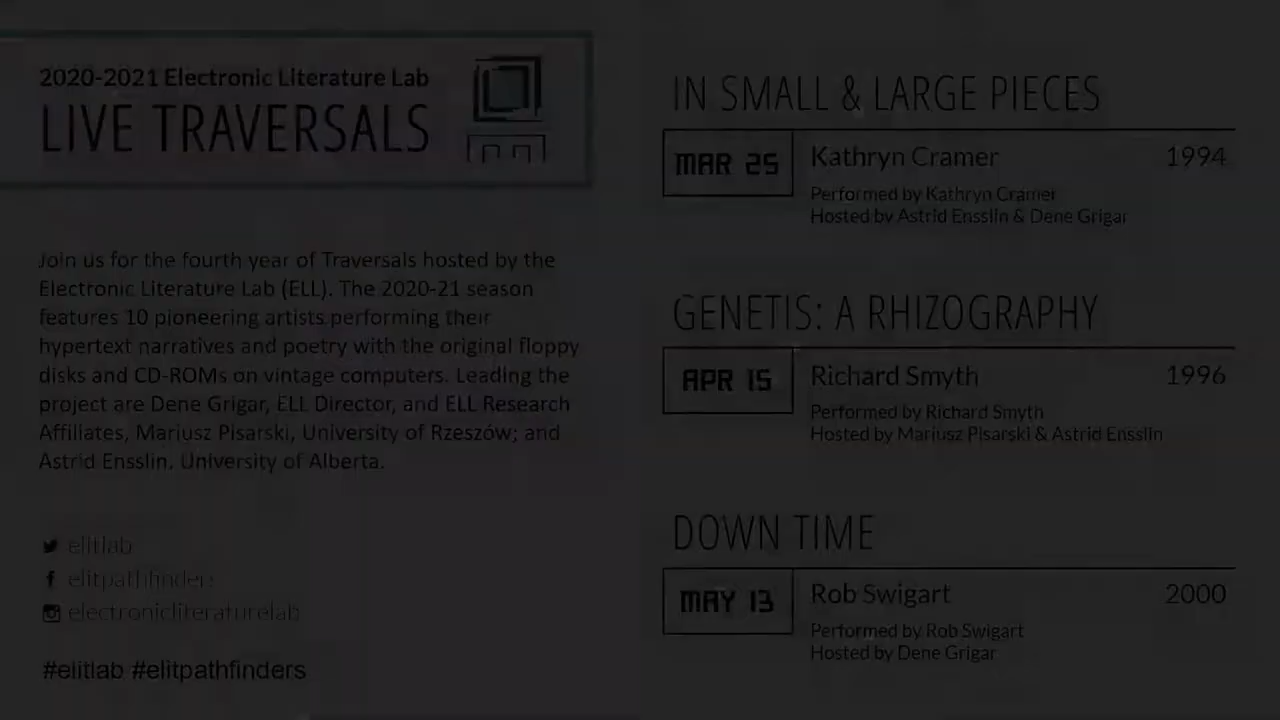 2020-2021 Electronic Literature Lab
LIVE TRAVERSALS
Join us for the fourth year of Traversals hosted by the
Electronic Literature Lab (ELL). The 2020-21 season
features 10 pioneering artists performing their
hypertext narratives and poetry with the original floppy
disks and CD-ROMs on vintage computers. Leading the
project are Dene Grigar, ELL Director, and ELL Research
Affiliates, Mariusz Pisarski, University of Rzeszów; and
Astrid Ensslin, University of Alberta.
elitlab
elitpathfinders
electronicliteraturelab
#elitlab #elitpathfinders
IN SMALL & LARGE PIECES
MAR 25
Kathryn Cramer 1994
Performed by Kathryn Cramer
Hosted by Astrid Ensslin & Dene Grigar
GENETIS: A RHIZOGRAPHY
APR 15
Richard Smyth 1996
Performed by Richard Smyth
Hosted by Mariusz Pisarski & Astrid Ensslin
DOWN TIME
MAY 13
Rob Swigart 2000
Performed by Rob Swigart
Hosted by Dene Grigar